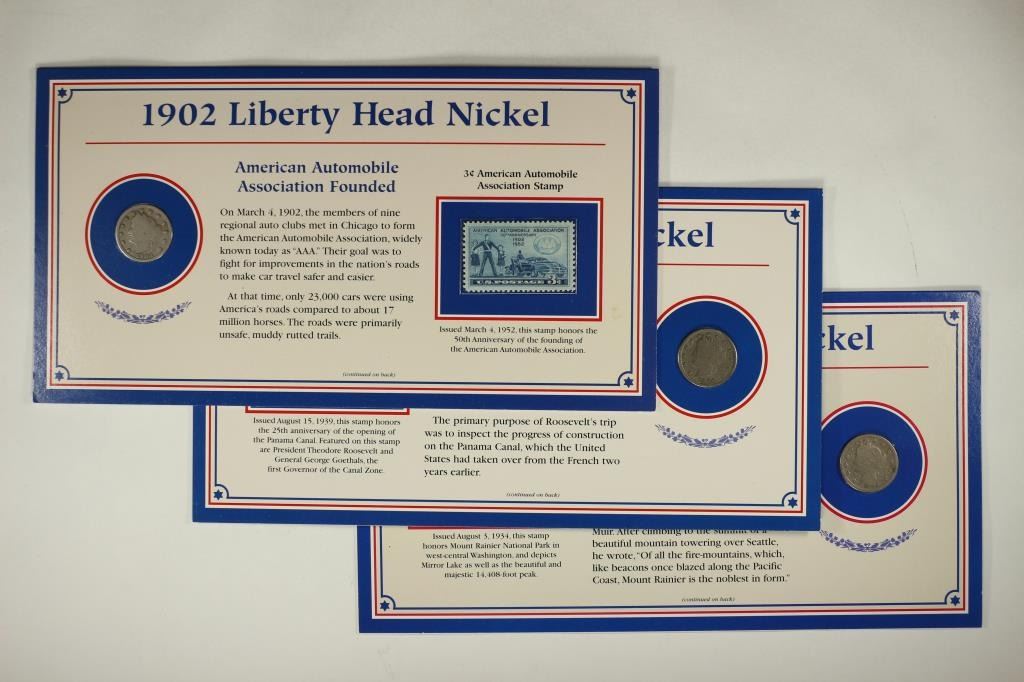 1902 Liberty Head Nickel
American Automobile
Association Founded
On March 4, 1902, the members of nine
regional auto clubs met in Chicago to form
the American Automobile Association, widely
known today as "AAA." Their goal was to
fight for improvements in the nation's roads
to make car travel safer and easier.
At that time, only 23,000 cars were using
America's roads compared to about 17
million horses. The roads were primarily
unsafe, muddy rutted trails.
(continued on back)
3¢ American Automobile
Association Stamp
AMERICAN AUTOMOBILE ASSOCIATION
50TH ANNIVERSARY
1902
1952
U.S. POSTAGE 3¢
Issued March 4, 1952, this stamp honors the
50th Anniversary of the founding of
the American Automobile Association.
ckel
Issued August 15, 1939, this stamp honors
the 25th anniversary of the opening of
the Panama Canal. Featured on this stamp
are President Theodore Roosevelt and
General George Goethals, the
first Governor of the Canal Zone.
The primary purpose of Roosevelt's trip
was to inspect the progress of construction
on the Panama Canal, which the United
States had taken over from the French two
years earlier.
(continued on back)
ckel
Issued August 3, 1934, this stamp
honors Mount Rainier National Park in
west-central Washington, and depicts
Mirror Lake as well as the beautiful and
majestic 14,408-foot peak.
Muir. After climbing to the summit of a
beautiful mountain towering over Seattle,
he wrote, "Of all the fire-mountains, which,
like beacons once blazed along the Pacific
Coast, Mount Rainier is the noblest in form."
(continued on back)